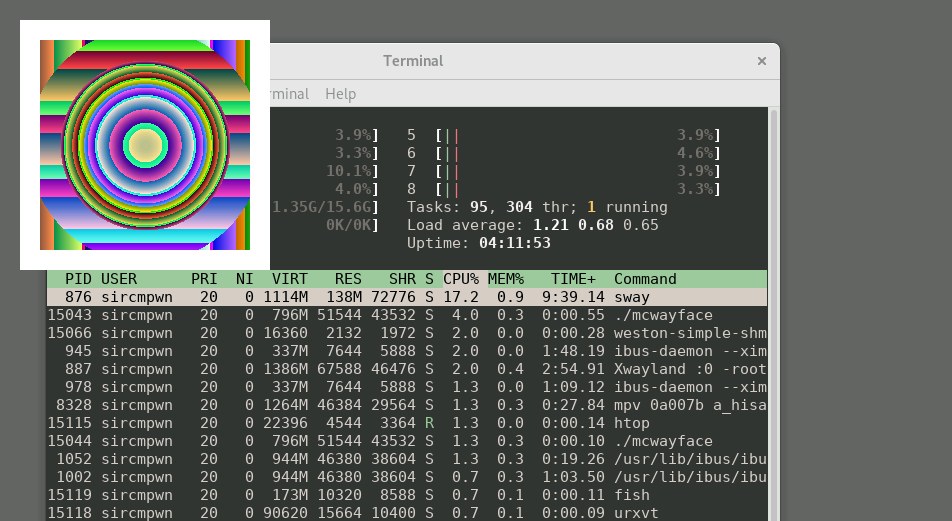 Terminal ×
rminal Help
3.9%] 5 [|| 3.9%]
3.3%] 6 [|| 4.6%]
10.1%] 7 [|| 3.9%]
4.0%] 8 [|| 3.3%]
1.35G/15.6G] Tasks: 95, 304 thr; 1 running
0K/0K] Load average: 1.21 0.68 0.65
Uptime: 04:11:53
PID USER PRI NI VIRT RES SHR S CPU% MEM% TIME+ Command
876 sircmpwn 20 0 1114M 138M 72776 S 17.2 0.9 9:39.14 sway
15043 sircmpwn 20 0 796M 51544 43532 S 4.0 0.3 0:00.55 ./mcwayface
15066 sircmpwn 20 0 16360 2132 1972 S 2.0 0.0 0:00.28 weston-simple-shm
945 sircmpwn 20 0 337M 7644 5888 S 2.0 0.0 1:48.19 ibus-daemon --xim
887 sircmpwn 20 0 1386M 67588 46476 S 2.0 0.4 2:54.91 Xwayland :0 -root
978 sircmpwn 20 0 337M 7644 5888 S 1.3 0.0 1:09.12 ibus-daemon --xim
8328 sircmpwn 20 0 1264M 46384 29564 S 1.3 0.3 0:27.84 mpv 0a007b a_hisa
15115 sircmpwn 20 0 22396 4544 3364 R 1.3 0.0 0:00.14 htop
15044 sircmpwn 20 0 796M 51544 43532 S 1.3 0.3 0:00.10 ./mcwayface
1052 sircmpwn 20 0 944M 46380 38604 S 1.3 0.3 0:19.26 /usr/lib/ibus/ibu
1002 sircmpwn 20 0 944M 46380 38604 S 0.7 0.3 1:03.50 /usr/lib/ibus/ibu
15119 sircmpwn 20 0 173M 10320 8588 S 0.7 0.1 0:00.11 fish
15118 sircmpwn 20 0 90620 15664 10400 S 0.7 0.1 0:00.09 urxvt